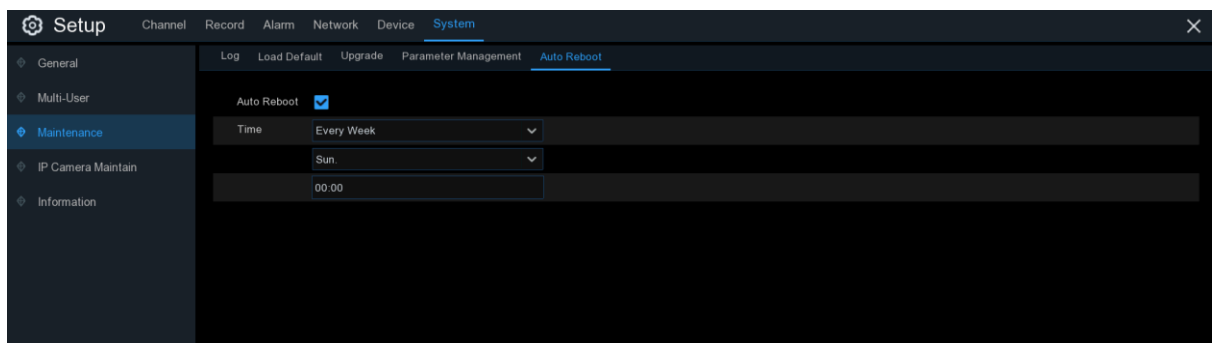 Setup Channel Record Alarm Network Device System
Log Load Default Upgrade Parameter Management Auto Reboot
General
Multi-User
Maintenance
IP Camera Maintain
Information
Auto Reboot
Time Every Week
Sun.
00:00